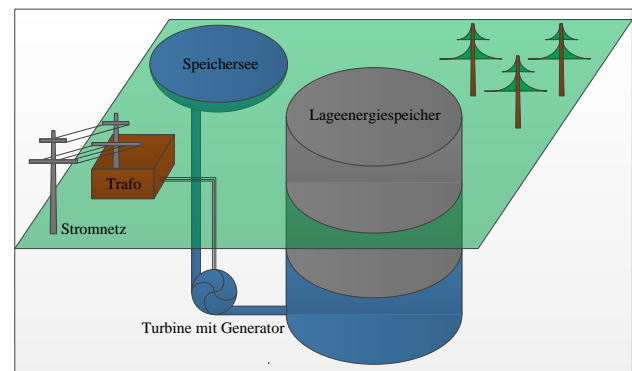 Speichersee
Lageenergiespeicher
Trafo
Stromnetz
Turbine mit Generator